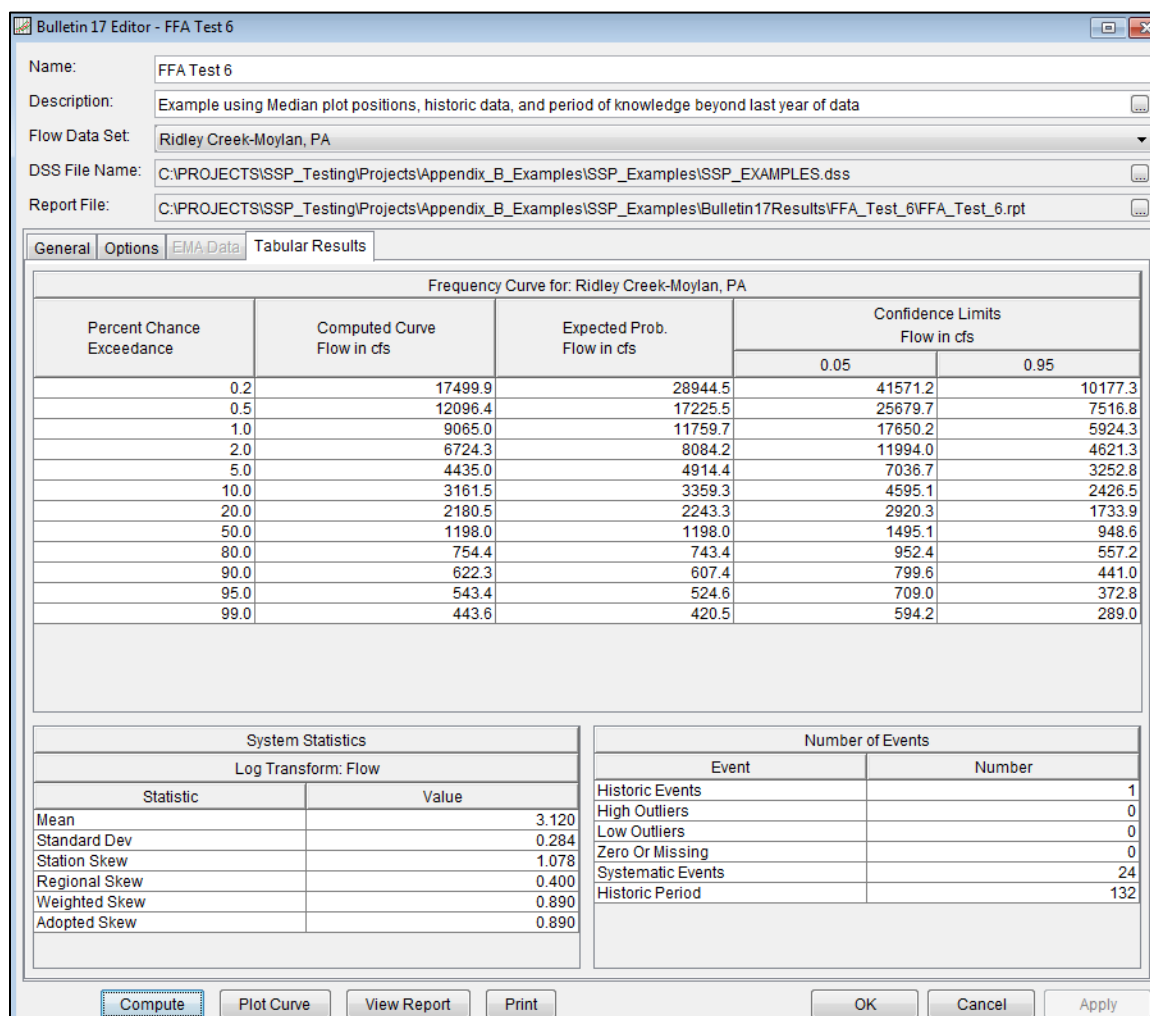 Bulletin 17 Editor - FFA Test 6
Name: FFA Test 6
Description: Example using Median plot positions, historic data, and period of knowledge beyond last year of data ...
Flow Data Set: Ridley Creek-Moylan, PA
DSS File Name: C:\PROJECTS\SSP_Testing\Projects\Appendix_B_Examples\SSP_Examples\SSP_EXAMPLES.dss ...
Report File: C:\PROJECTS\SSP_Testing\Projects\Appendix_B_Examples\SSP_Examples\Bulletin17Results\FFA_Test_6\FFA_Test_6.rpt ...
General Options EMA Data Tabular Results
Frequency Curve for: Ridley Creek-Moylan, PA
Percent Chance Computed Curve Expected Prob. Confidence Limits
Exceedance Flow in cfs Flow in cfs Flow in cfs
0.05 0.95
0.2 17499.9 28944.5 41571.2 10177.3
0.5 12096.4 17225.5 25679.7 7516.8
1.0 9065.0 11759.7 17650.2 5924.3
2.0 6724.3 8084.2 11994.0 4621.3
5.0 4435.0 4914.4 7036.7 3252.8
10.0 3161.5 3359.3 4595.1 2426.5
20.0 2180.5 2243.3 2920.3 1733.9
50.0 1198.0 1198.0 1495.1 948.6
80.0 754.4 743.4 952.4 557.2
90.0 622.3 607.4 799.6 441.0
95.0 543.4 524.6 709.0 372.8
99.0 443.6 420.5 594.2 289.0
System Statistics
Log Transform: Flow
Statistic Value
Mean 3.120
Standard Dev 0.284
Station Skew 1.078
Regional Skew 0.400
Weighted Skew 0.890
Adopted Skew 0.890
Number of Events
Event Number
Historic Events 1
High Outliers 0
Low Outliers 0
Zero Or Missing 0
Systematic Events 24
Historic Period 132
Compute Plot Curve View Report Print OK Cancel Apply